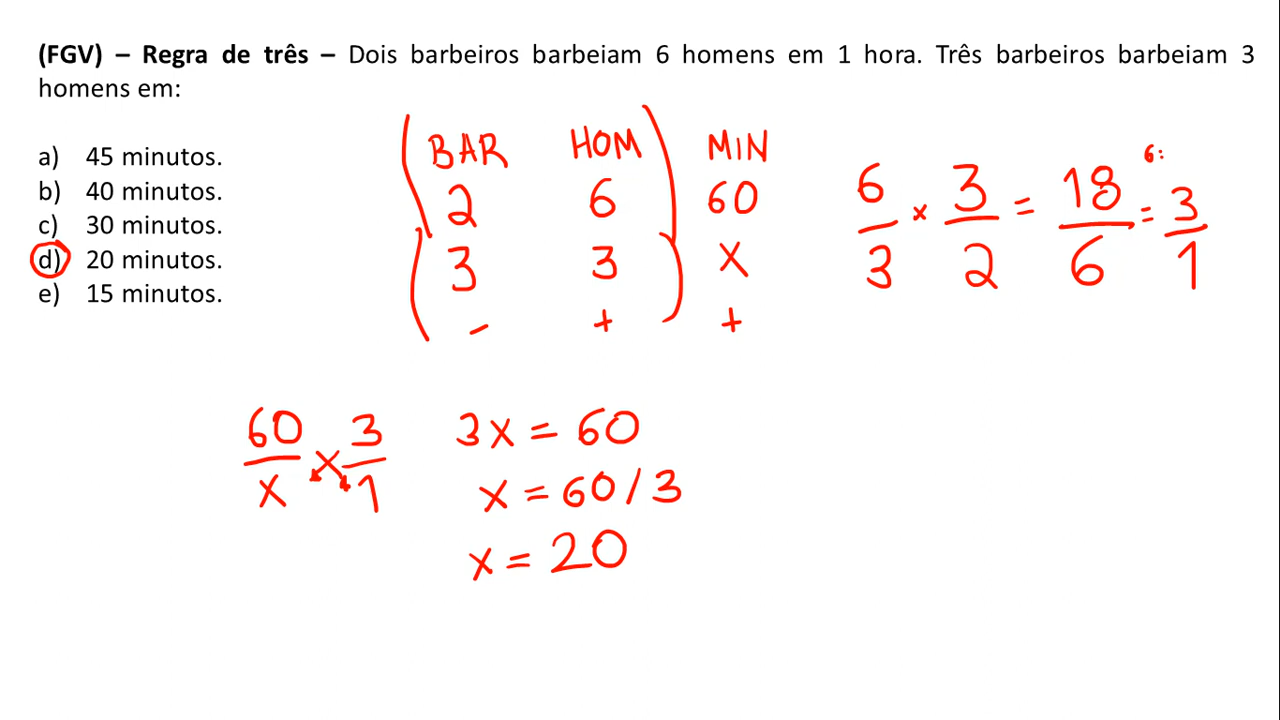 (FGV) – Regra de três – Dois barbeiros barbeiam 6 homens em 1 hora. Três barbeiros barbeiam 3
homens em:
a) 45 minutos.
b) 40 minutos.
c) 30 minutos.
d) 20 minutos.
e) 15 minutos.
BAR HOM MIN
2 6 60
3 3 X
- + +
6/3 × 3/2 = 18/6 = 3/1
6:
60/X × 3/1
3X = 60
X = 60/3
X = 20